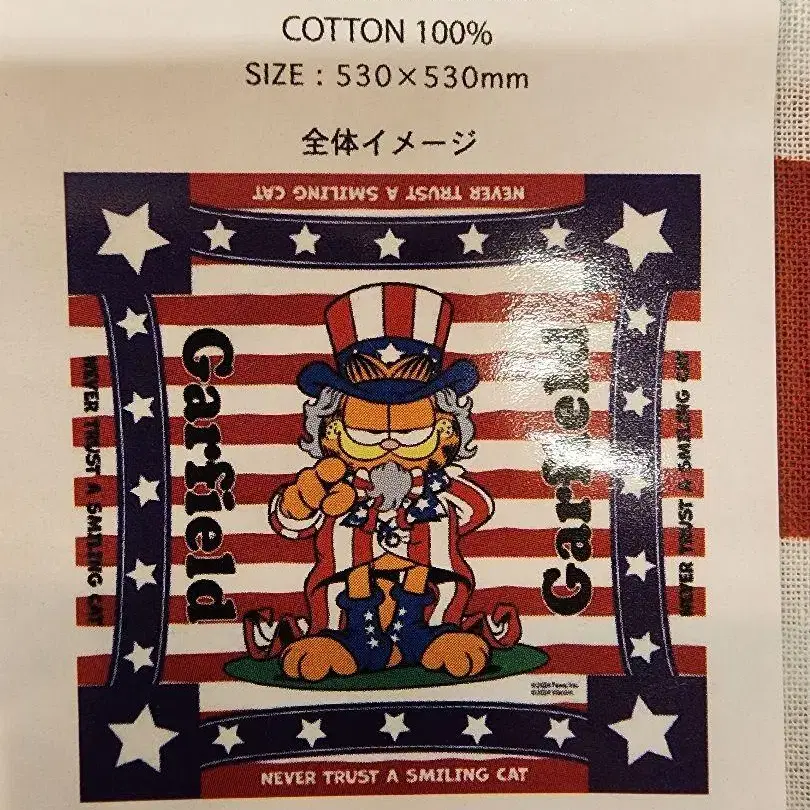 COTTON 100%
SIZE : 530×530mm
全体イメージ
NEVER TRUST A SMILING CAT
Garfield
Garfield
NEVER TRUST A SMILING CAT
NEVER TRUST A SMILING CAT
NEVER TRUST A SMILING CAT